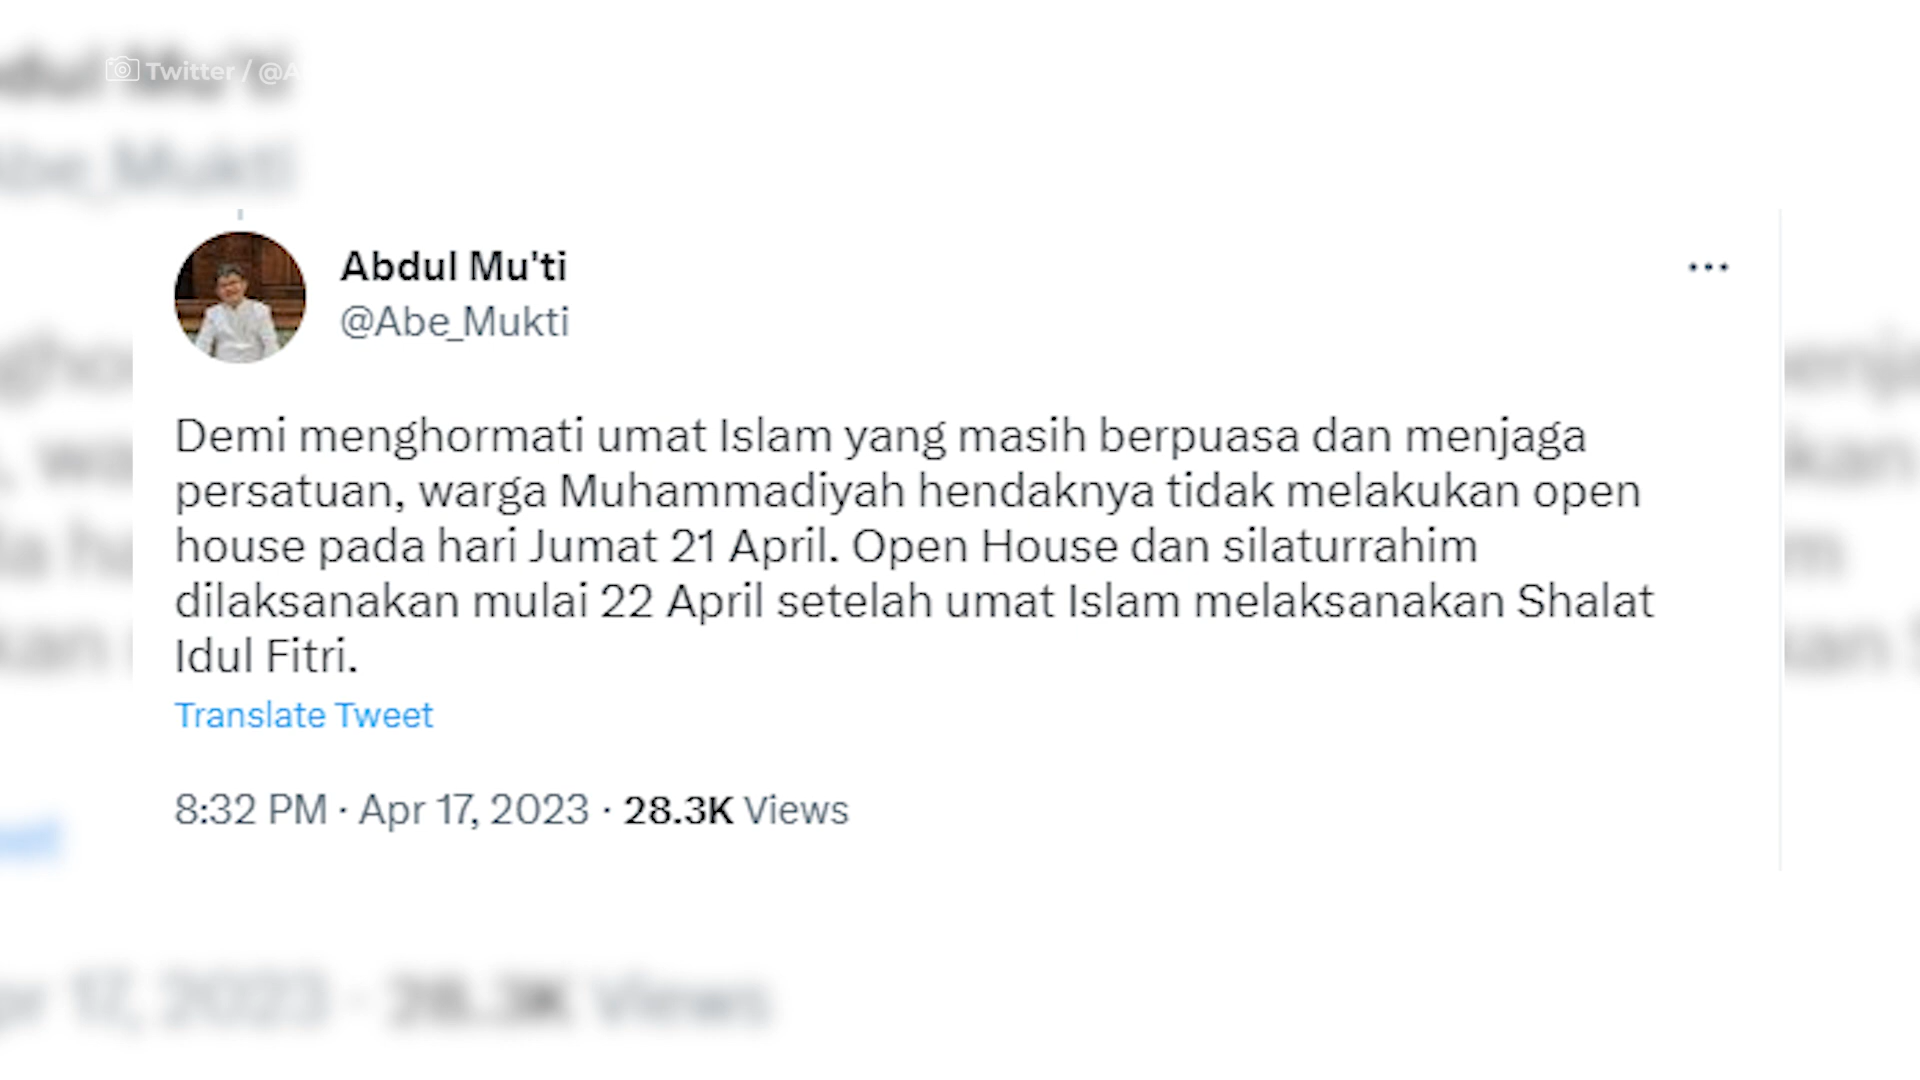 Twitter / @A
Abdul Mu'ti
@Abe_Mukti
Demi menghormati umat Islam yang masih berpuasa dan menjaga
persatuan, warga Muhammadiyah hendaknya tidak melakukan open
house pada hari Jumat 21 April. Open House dan silaturrahim
dilaksanakan mulai 22 April setelah umat Islam melaksanakan Shalat
Idul Fitri.
Translate Tweet
8:32 PM · Apr 17, 2023 · 28.3K Views